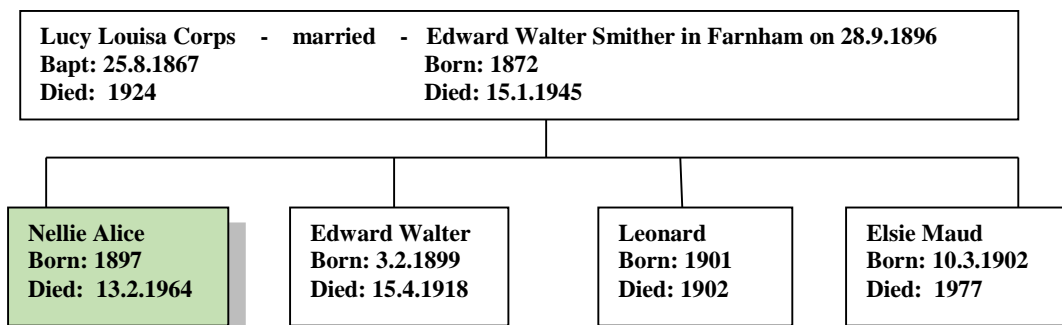 Lucy Louisa Corps - married - Edward Walter Smither in Farnham on 28.9.1896
Bapt: 25.8.1867 Born: 1872
Died: 1924 Died: 15.1.1945
Nellie Alice
Born: 1897
Died: 13.2.1964
Edward Walter
Born: 3.2.1899
Died: 15.4.1918
Leonard
Born: 1901
Died: 1902
Elsie Maud
Born: 10.3.1902
Died: 1977